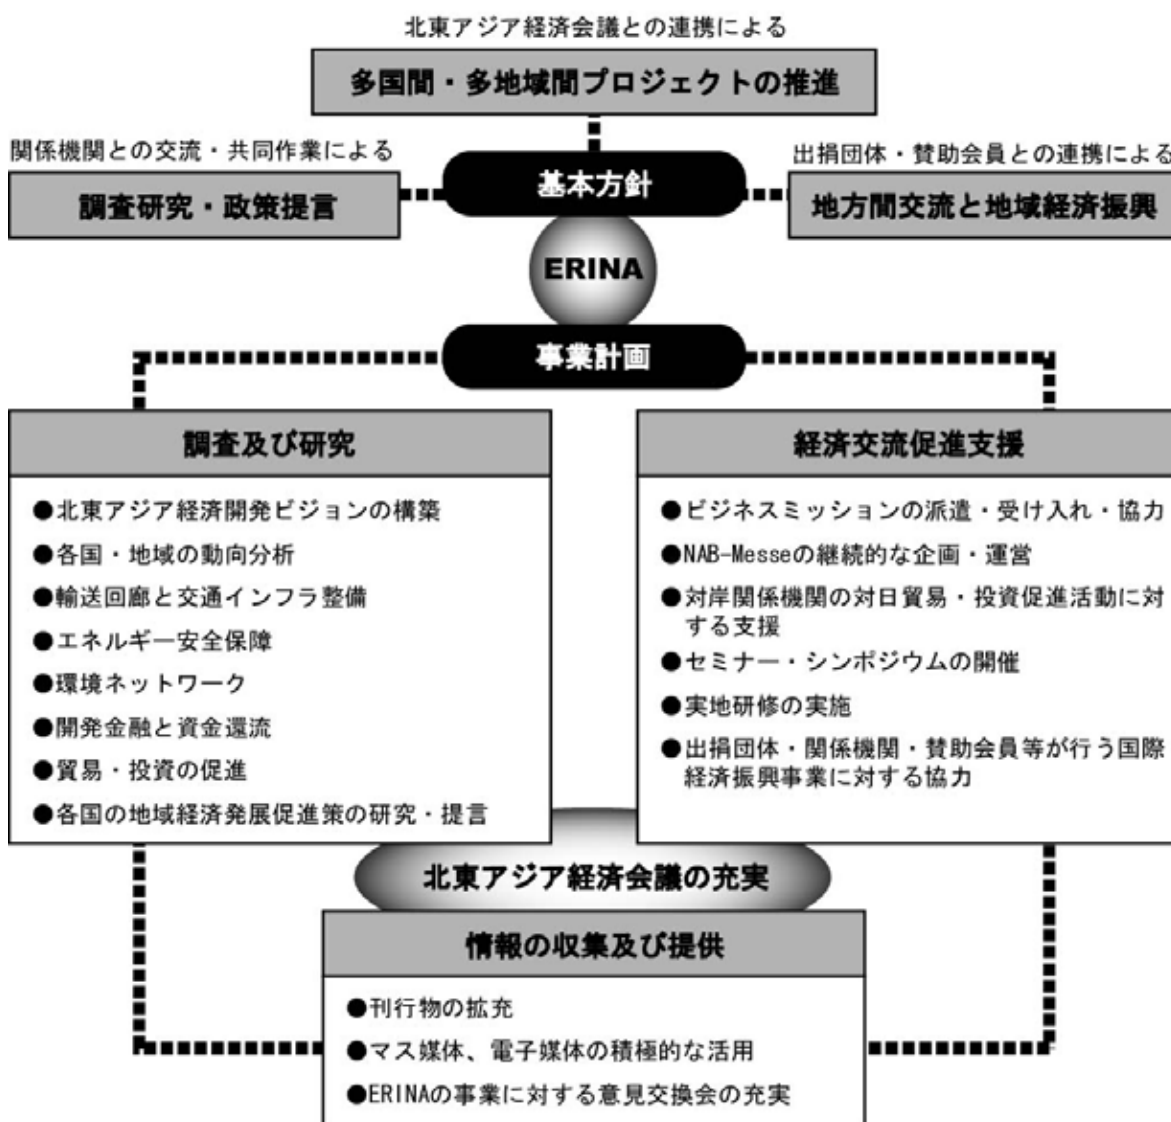 北東アジア経済会議との連携による
多国間・多地域間プロジェクトの推進
関係機関との交流・共同作業による
調査研究・政策提言
基本方針
出捐団体・賛助会員との連携による
地方間交流と地域経済振興
ERINA
事業計画
調査及び研究
●北東アジア経済開発ビジョンの構築
●各国・地域の動向分析
●輸送回廊と交通インフラ整備
●エネルギー安全保障
●環境ネットワーク
●開発金融と資金還流
●貿易・投資の促進
●各国の地域経済発展促進策の研究・提言
経済交流促進支援
●ビジネスミッションの派遣・受け入れ・協力
●NAB-Messeの継続的な企画・運営
●対岸関係機関の対日貿易・投資促進活動に対
する支援
●セミナー・シンポジウムの開催
●実地研修の実施
●出捐団体・関係機関・賛助会員等が行う国際
経済振興事業に対する協力
北東アジア経済会議の充実
情報の収集及び提供
●刊行物の拡充
●マス媒体、電子媒体の積極的な活用
●ERINAの事業に対する意見交換会の充実